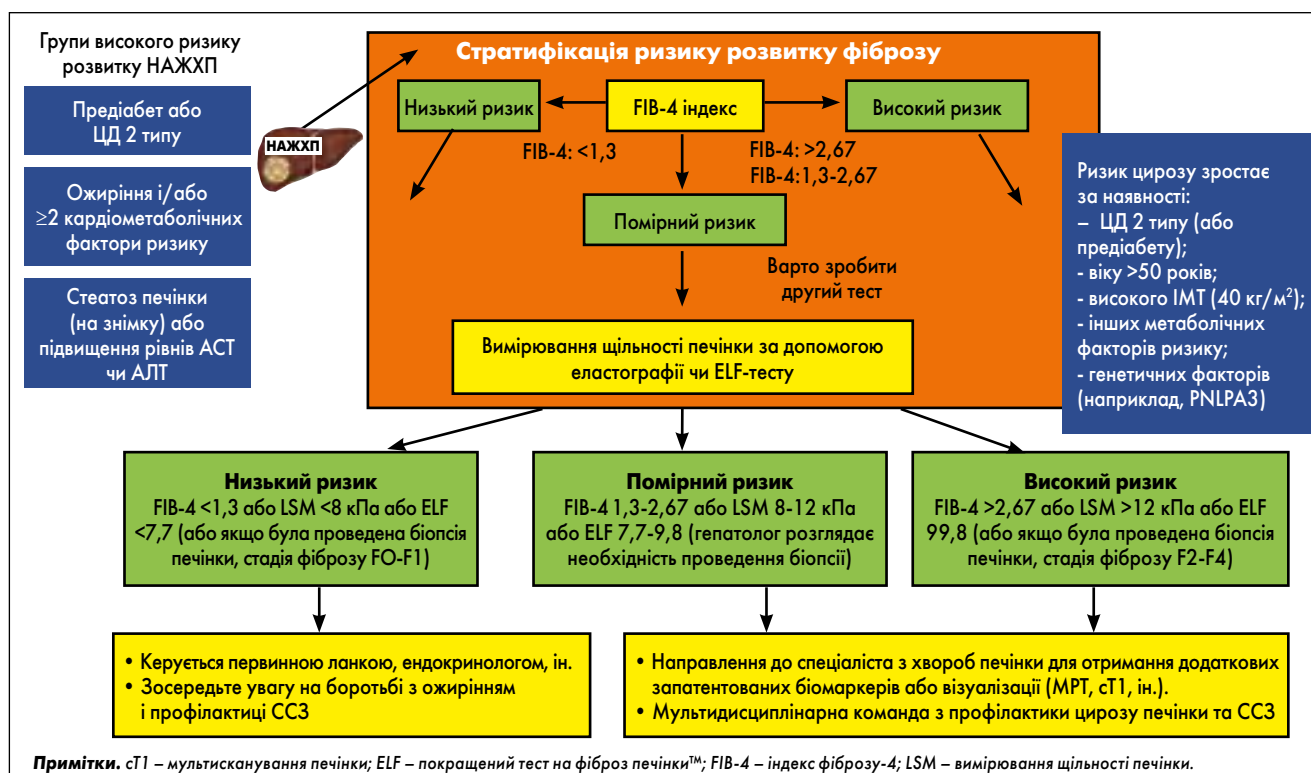 Групи високого ризику
розвитку НАЖХП
Предіабет або
ЦД 2 типу
Ожиріння і/або
≥2 кардіометаболічних
фактори ризику
Стеатоз печінки
(на знімку) або
підвищення рівнів АСТ
чи АЛТ
НАЖХП
Стратифікація ризику розвитку фіброзу
Низький ризик
FIB-4 індекс
Високий ризик
FIB-4: <1,3
FIB-4: >2,67
FIB-4:1,3-2,67
Помірний ризик
Варто зробити
другий тест
Вимірювання щільності печінки за допомогою
еластографії чи ELF-тесту
Ризик цирозу зростає
за наявності:
– ЦД 2 типу (або
предіабету);
- віку >50 років;
- високого ІМТ (40 кг/м²);
- інших метаболічних
факторів ризику;
- генетичних факторів
(наприклад, PNLPA3)
Низький ризик
FIB-4 <1,3 або LSM <8 кПа або ELF
<7,7 (або якщо була проведена біопсія
печінки, стадія фіброзу FO-F1)
Помірний ризик
FIB-4 1,3-2,67 або LSM 8-12 кПа
або ELF 7,7-9,8 (гепатолог розглядає
необхідність проведення біопсії)
Високий ризик
FIB-4 >2,67 або LSM >12 кПа або ELF
99,8 (або якщо була проведена біопсія
печінки, стадія фіброзу F2-F4)
• Керується первинною ланкою, ендокринологом, ін.
• Зосередьте увагу на боротьбі з ожирінням
і профілактиці ССЗ
• Направлення до спеціаліста з хвороб печінки для отримання додаткових
запатентованих біомаркерів або візуалізації (МРТ, cT1, ін.).
• Мультидисциплінарна команда з профілактики цирозу печінки та ССЗ
Примітки. cT1 – мультисканування печінки; ELF – покращений тест на фіброз печінки™; FIB-4 – індекс фіброзу-4; LSM – вимірювання щільності печінки.